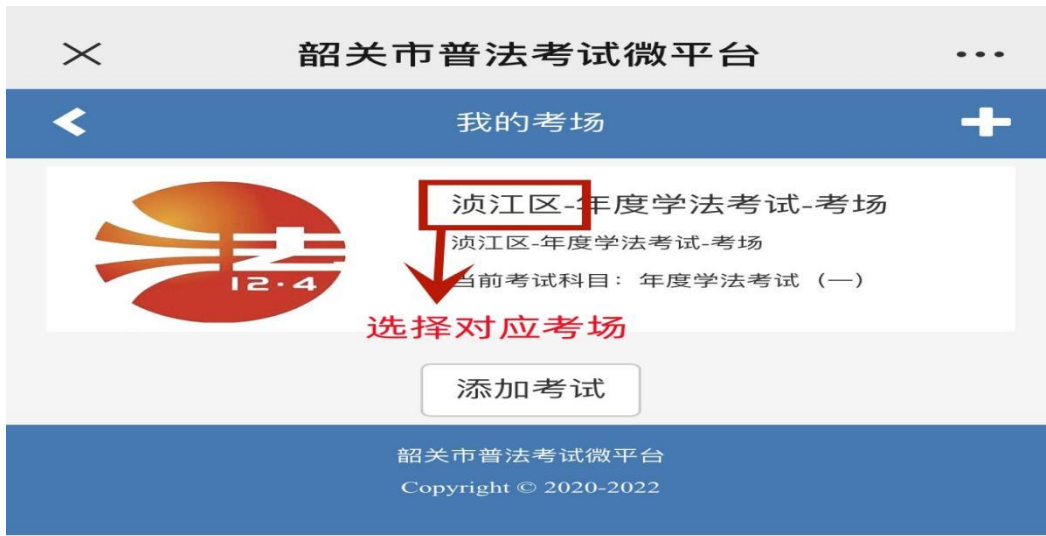 韶关市普法考试微平台
我的考场
浈江区-年度学法考试-考场
浈江区-年度学法考试-考场
当前考试科目：年度学法考试（一）
法
12·4
选择对应考场
添加考试
韶关市普法考试微平台
Copyright © 2020-2022